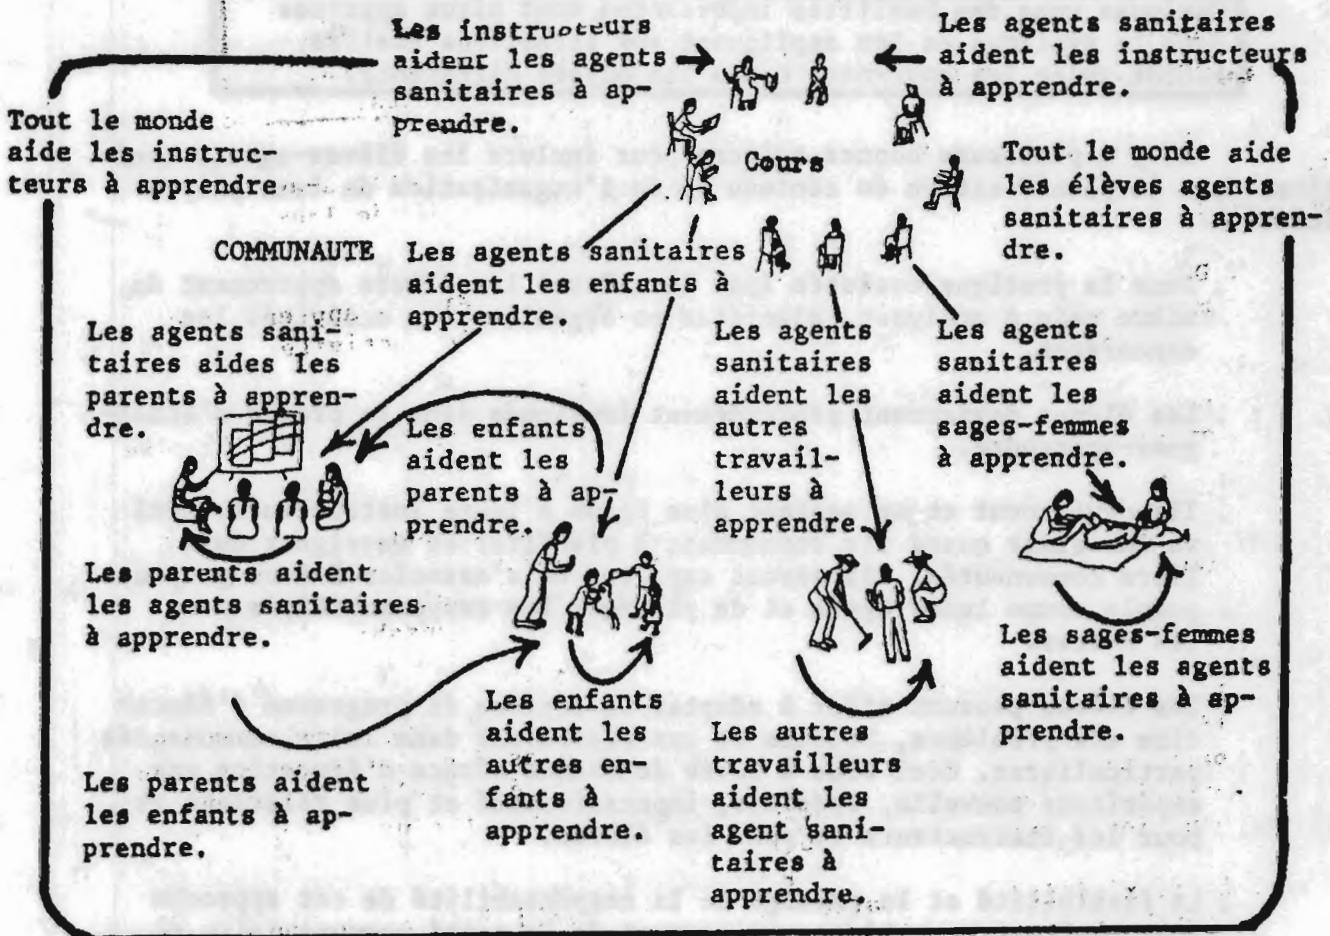 Les instructeurs
aident les agents
sanitaires à ap-
prendre.
Les agents sanitaires
aident les instructeurs
à apprendre.
Tout le monde
aide les instruc-
teurs à apprendre.
Cours
Tout le monde aide
les élèves agents
sanitaires à appren-
dre.
COMMUNAUTE
Les agents sanitaires
aident les enfants à
apprendre.
Les agents sani-
taires aides les
parents à appren-
dre.
Les enfants
aident les
parents à ap-
prendre.
Les agents
sanitaires
aident les
autres
travail-
leurs à
apprendre.
Les agents
sanitaires
aident les
sages-femmes
à apprendre.
Les parents aident
les agents sanitaires
à apprendre.
Les parents aident
les enfants à ap-
prendre.
Les enfants
aident les
autres en-
fants à
apprendre.
Les autres
travailleurs
aident les
agent sani-
taires à
apprendre.
Les sages-femmes
aident les agents
sanitaires à ap-
prendre.